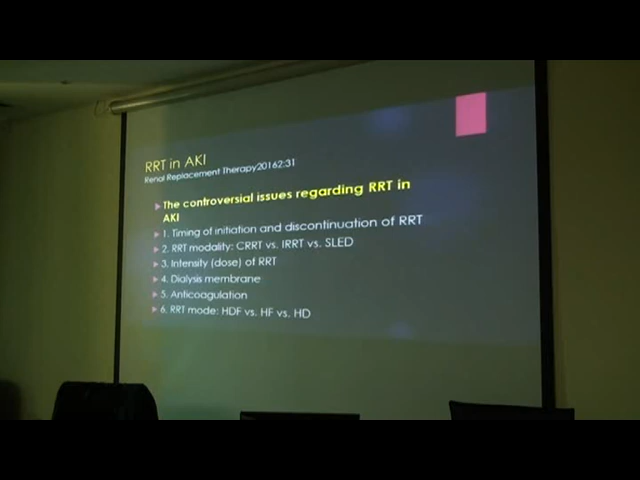 RRT in AKI
Renal Replacement Therapy20162:31
The controversial issues regarding RRT in
AKI
1. Timing of initiation and discontinuation of RRT
2. RRT modality: CRRT vs. IRRT vs. SLED
3. Intensity (dose) of RRT
4. Dialysis membrane
5. Anticoagulation
6. RRT mode: HDF vs. HF vs. HD